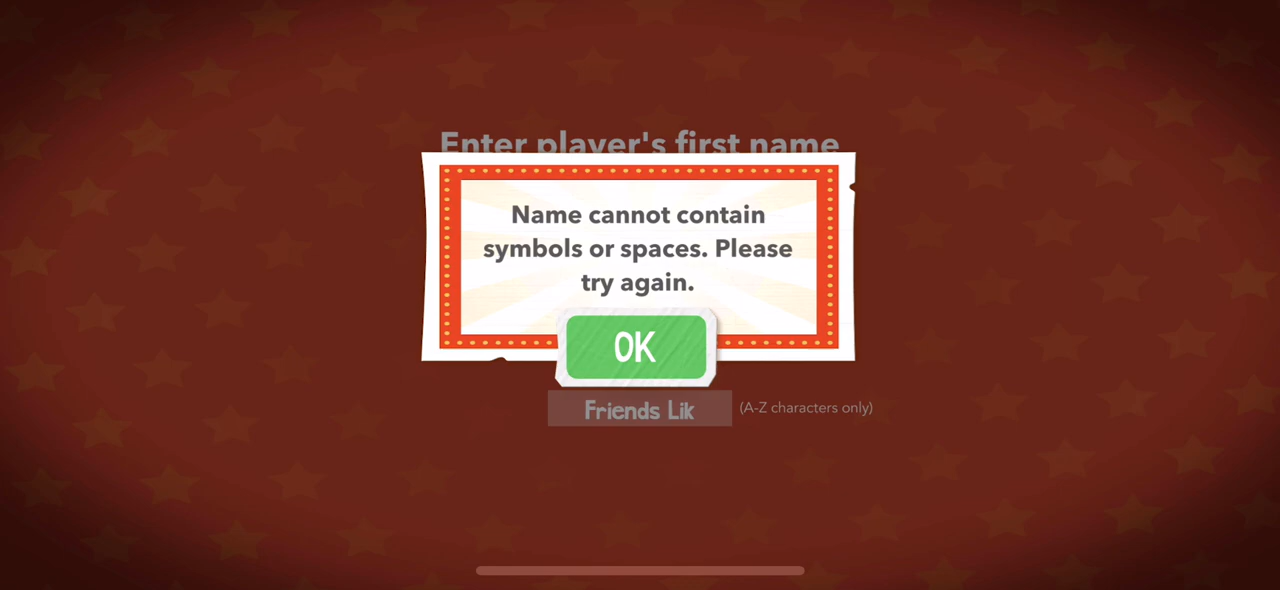 Enter player's first name
Name cannot contain
symbols or spaces. Please
try again.
OK
Friends Lik
(A-Z characters only)